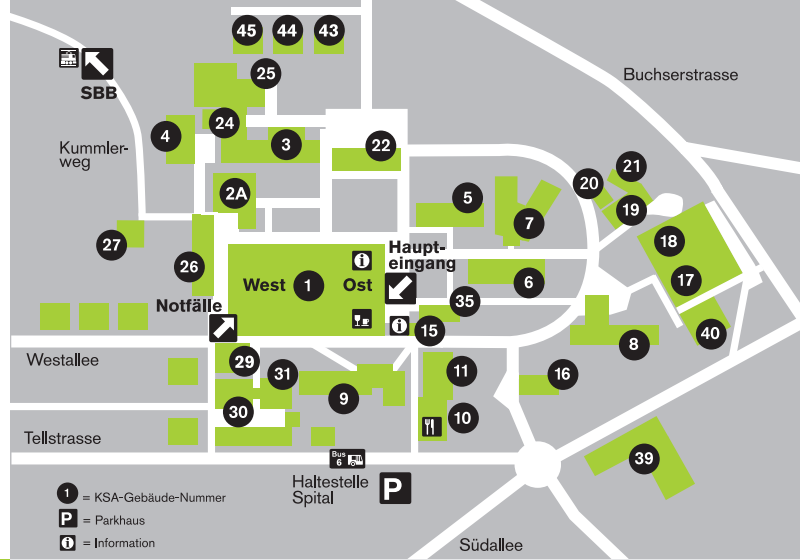 45 44 43
Buchserstrasse
SBB
25
24
4
3
22
Kummler-
weg
21
20
2A
5
19
7
27
18
Haupt-
eingang
26
West 1 Ost
6
17
Notfälle
35
15
40
8
Westallee
29
31
11
16
9
30
10
Tellstrasse
Bus
6
39
Haltestelle
Spital
P
1 = KSA-Gebäude-Nummer
P = Parkhaus
i = Information
Südallee